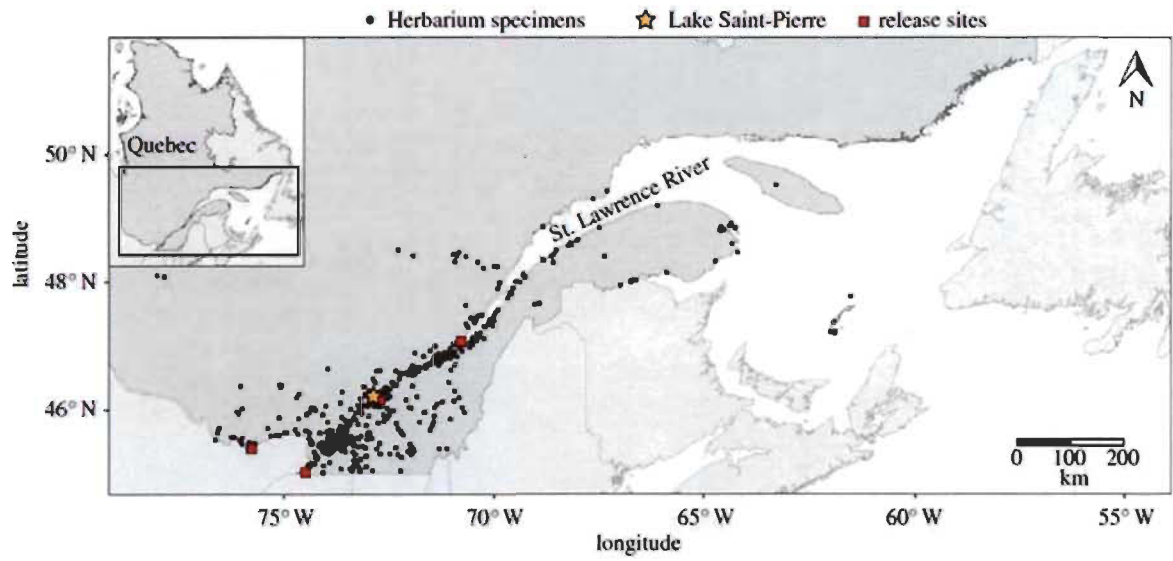 Herbarium specimens Lake Saint-Pierre release sites
N
Quebec
St. Lawrence River
50° N
48° N
46° N
latitude
0 100 200
km
75° W 70° W 65° W 60° W 55° W
longitude